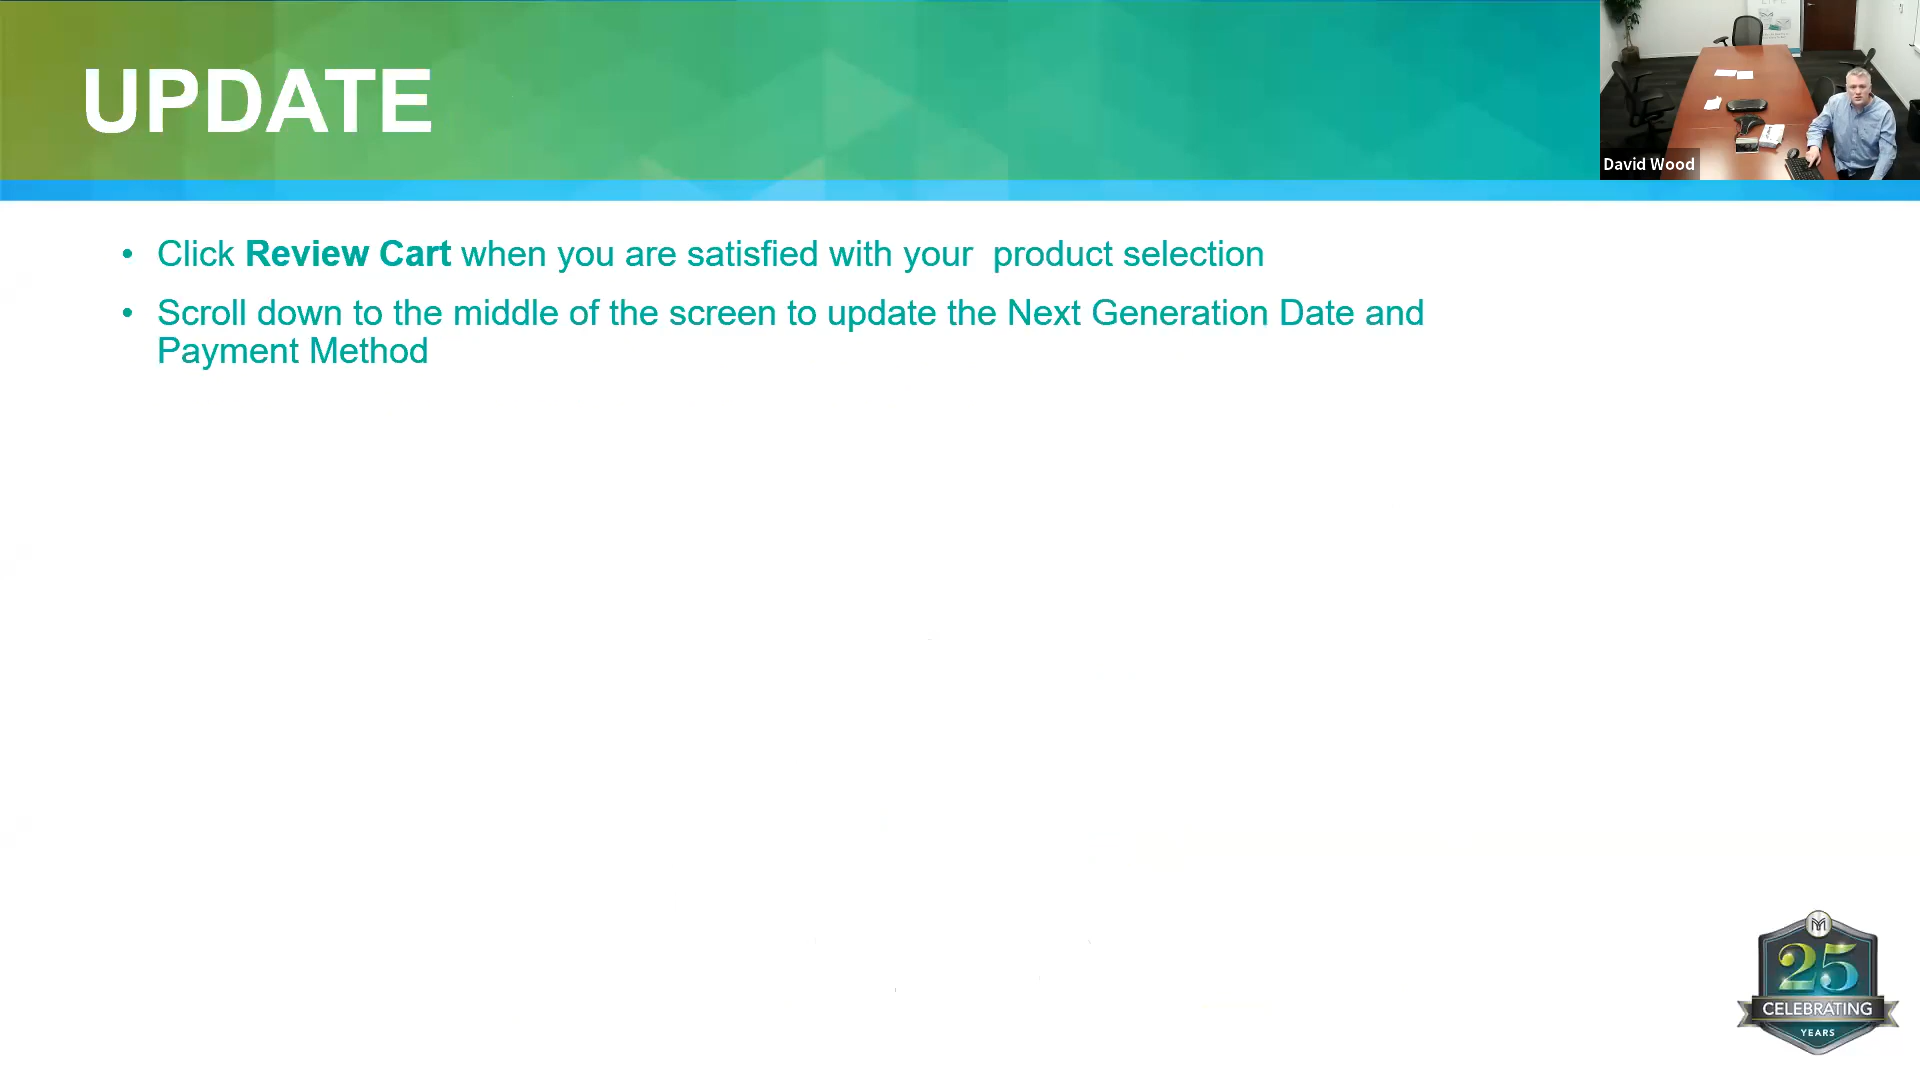 UPDATE
David Wood
• Click Review Cart when you are satisfied with your  product selection
• Scroll down to the middle of the screen to update the Next Generation Date and
Payment Method
25
CELEBRATING
YEARS